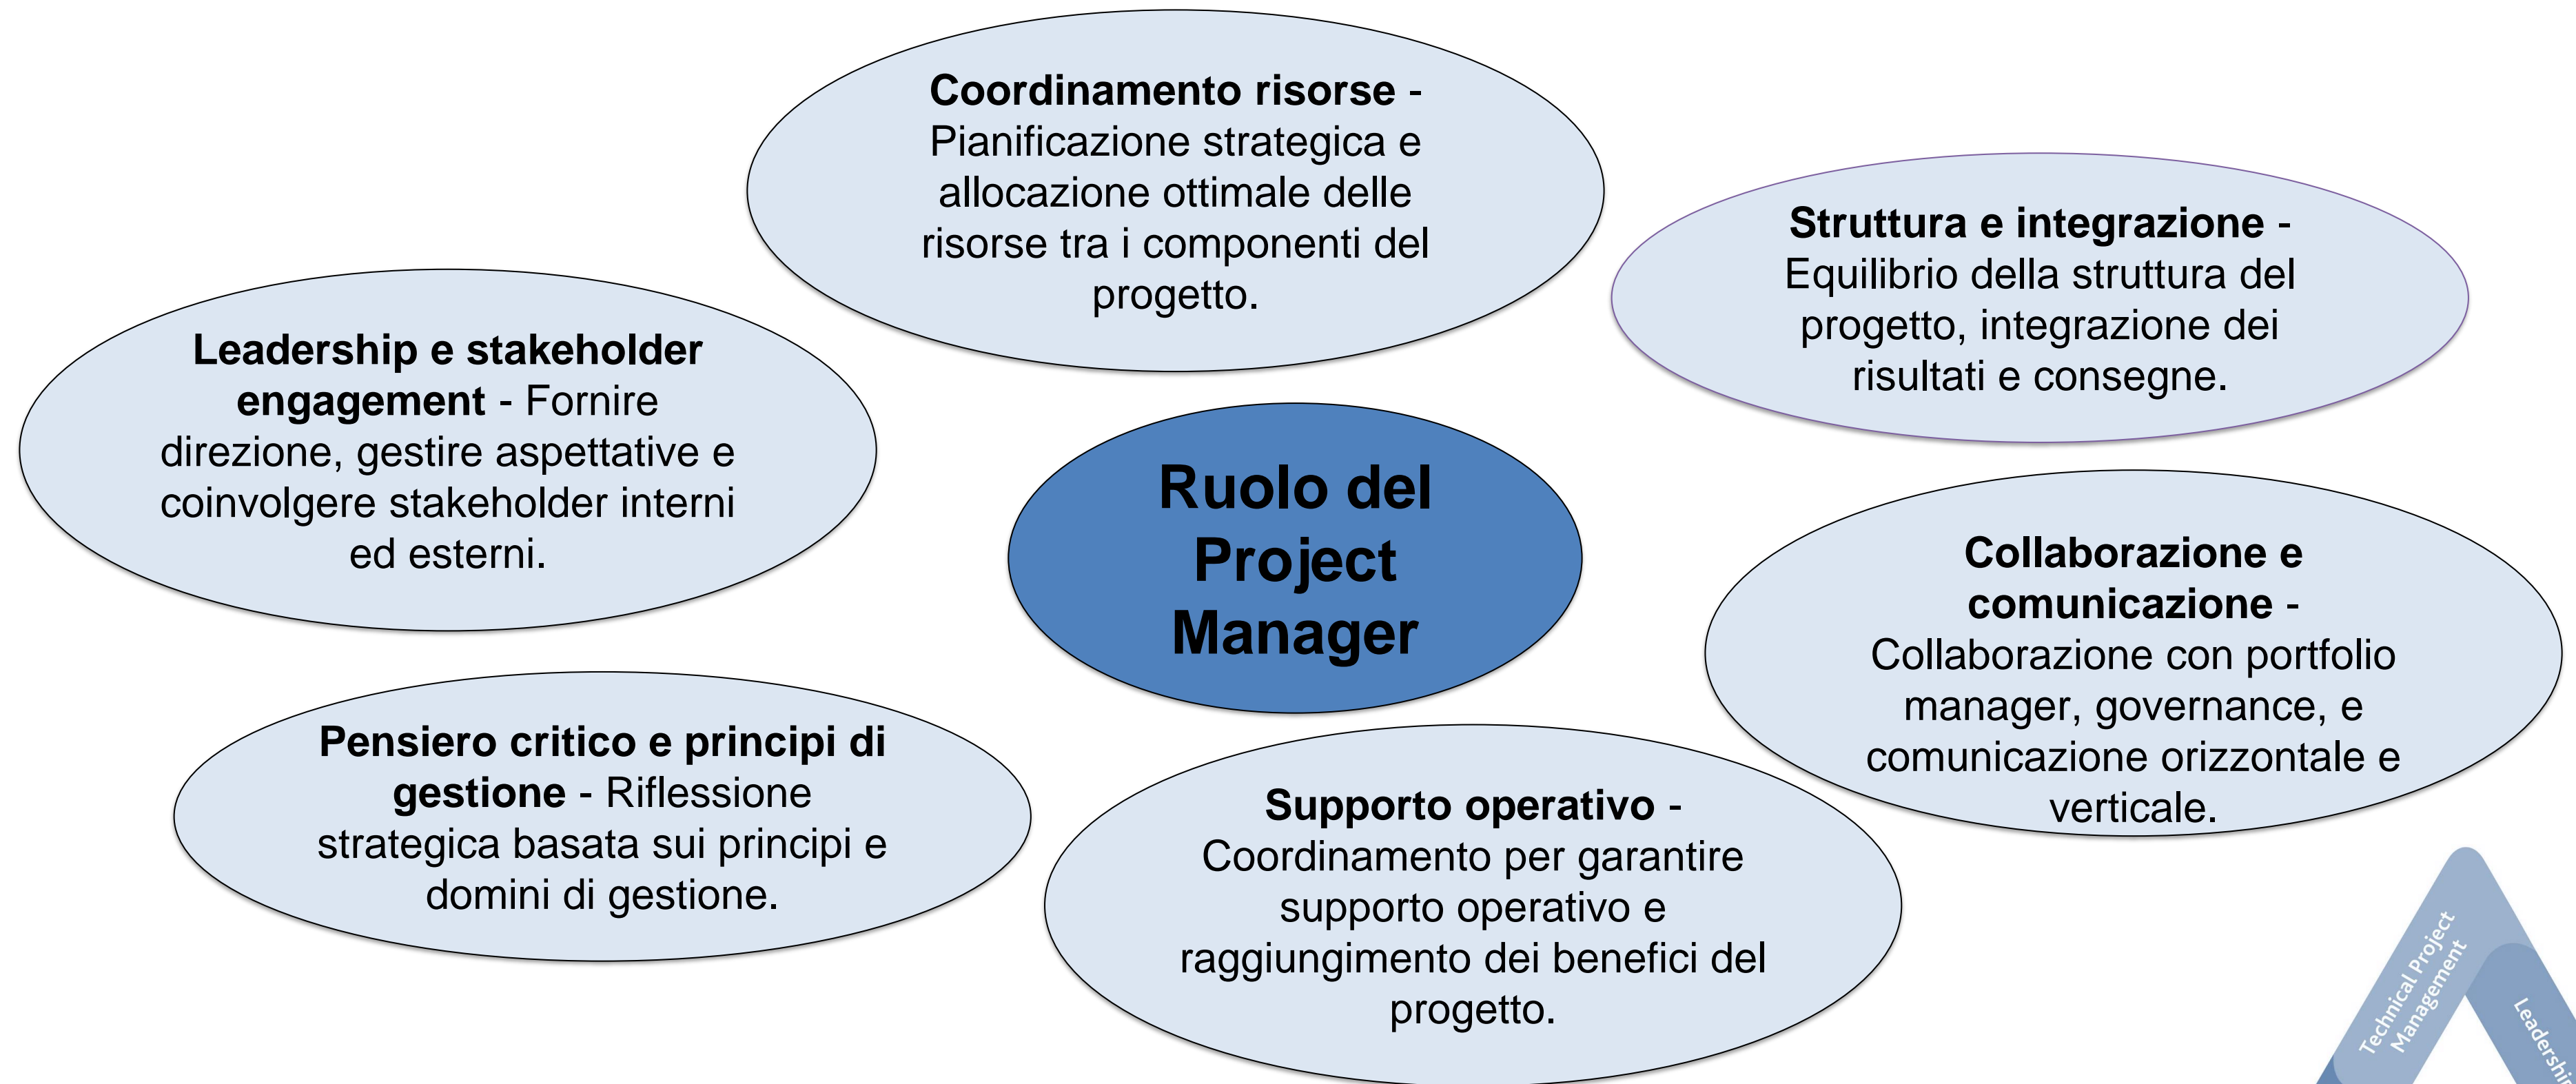 Coordinamento risorse -
Pianificazione strategica e
allocazione ottimale delle
risorse tra i componenti del
progetto.
Struttura e integrazione -
Equilibrio della struttura del
progetto, integrazione dei
risultati e consegne.
Leadership e stakeholder
engagement - Fornire
direzione, gestire aspettative e
coinvolgere stakeholder interni
ed esterni.
Ruolo del
Project
Manager
Collaborazione e
comunicazione -
Collaborazione con portfolio
manager, governance, e
comunicazione orizzontale e
verticale.
Pensiero critico e principi di
gestione - Riflessione
strategica basata sui principi e
domini di gestione.
Supporto operativo -
Coordinamento per garantire
supporto operativo e
raggiungimento dei benefici del
progetto.
Technical Project
Management
Leadershi